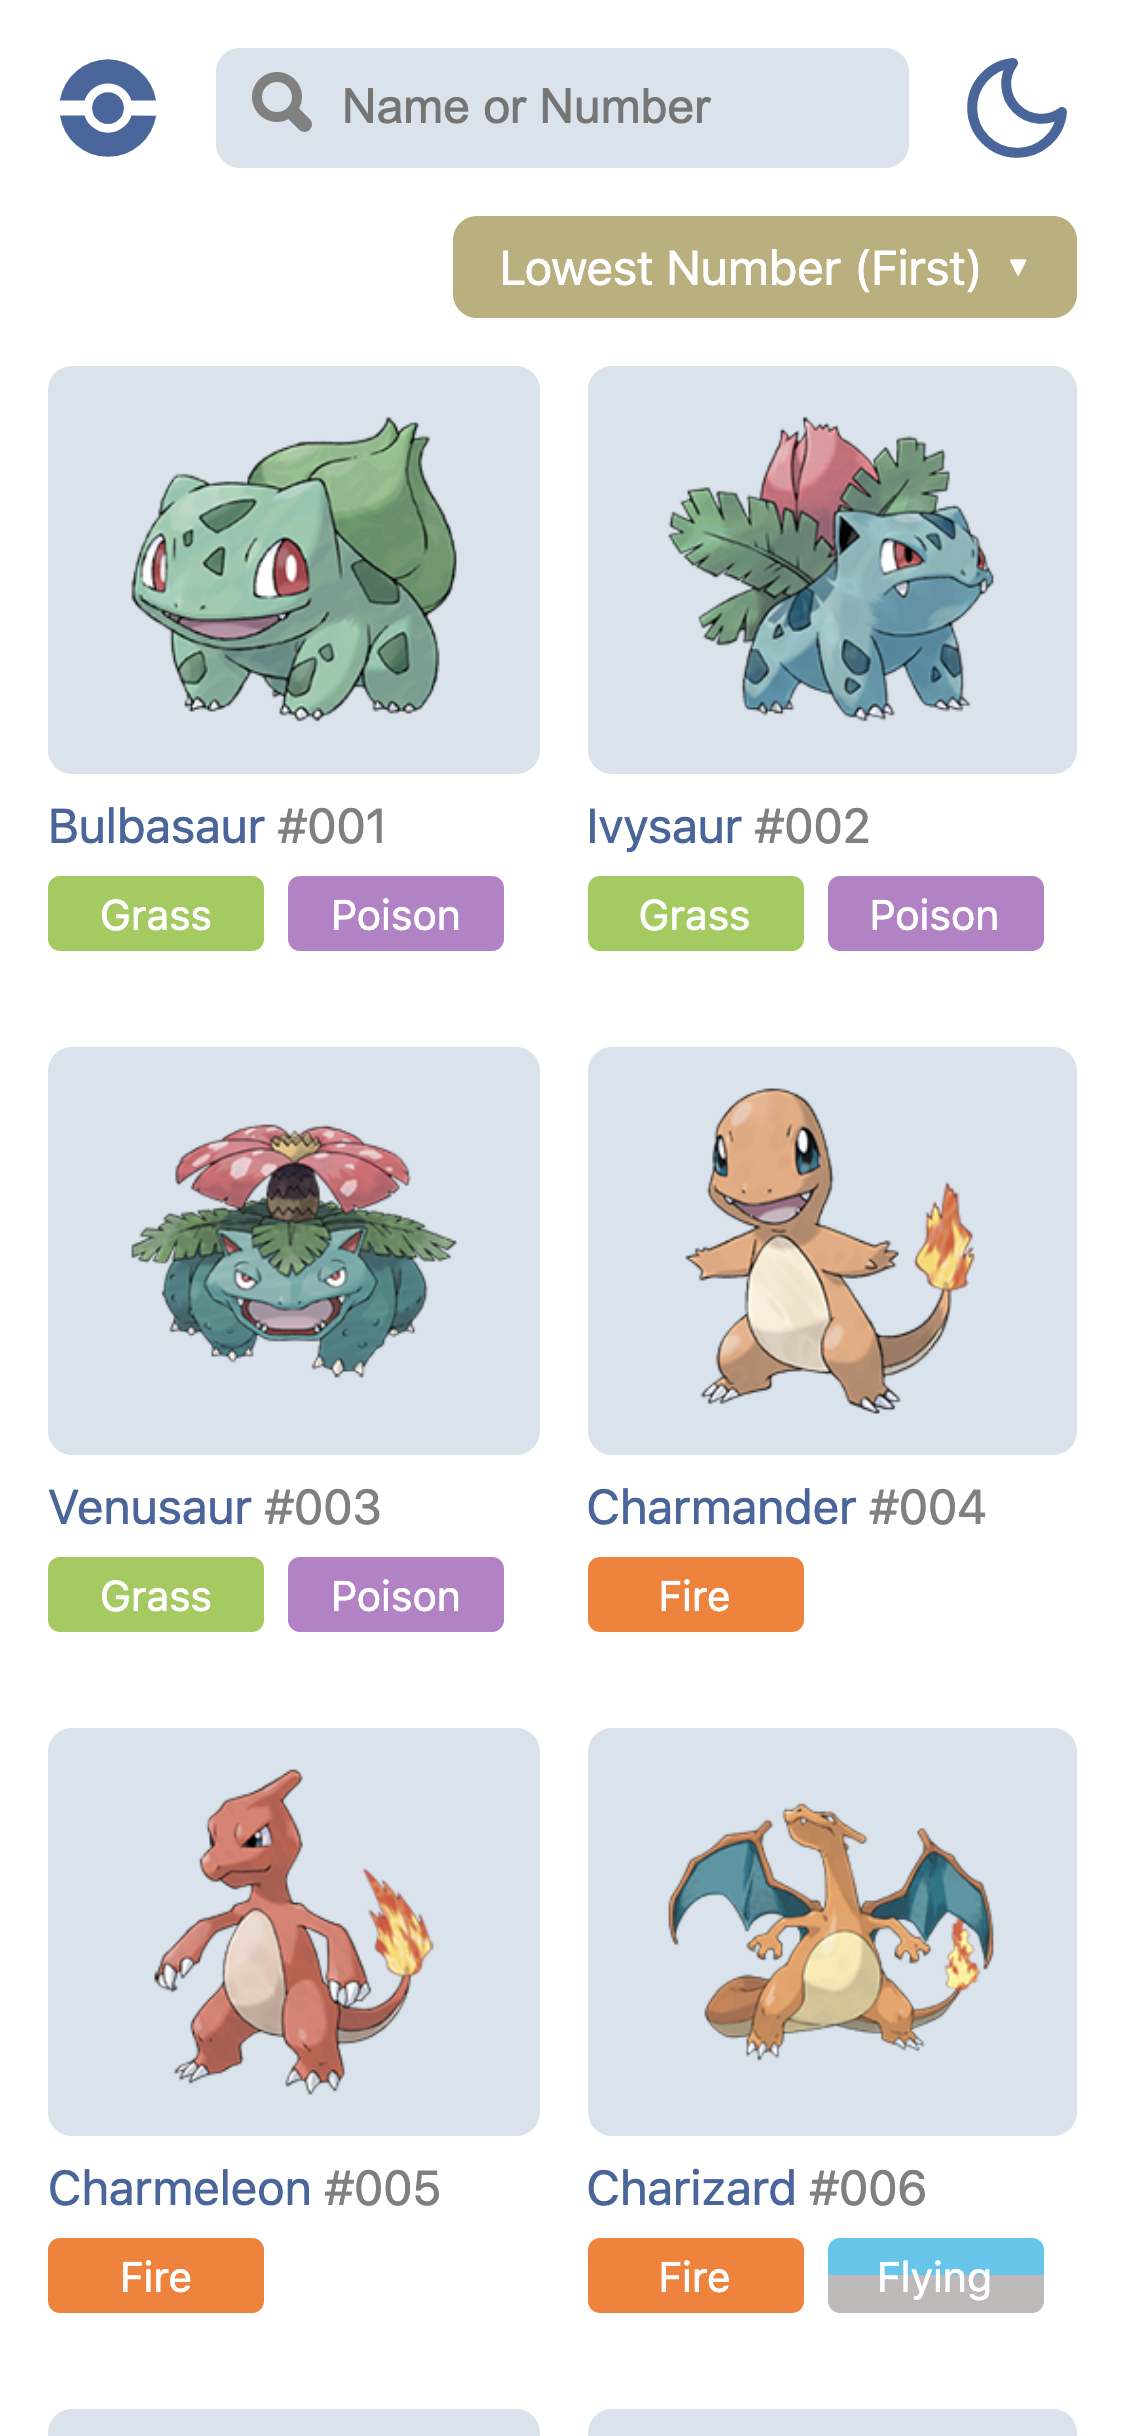 Name or Number
Lowest Number (First) ▼
Bulbasaur #001
Grass Poison
Ivysaur #002
Grass Poison
Venusaur #003
Grass Poison
Charmander #004
Fire
Charmeleon #005
Fire
Charizard #006
Fire Flying